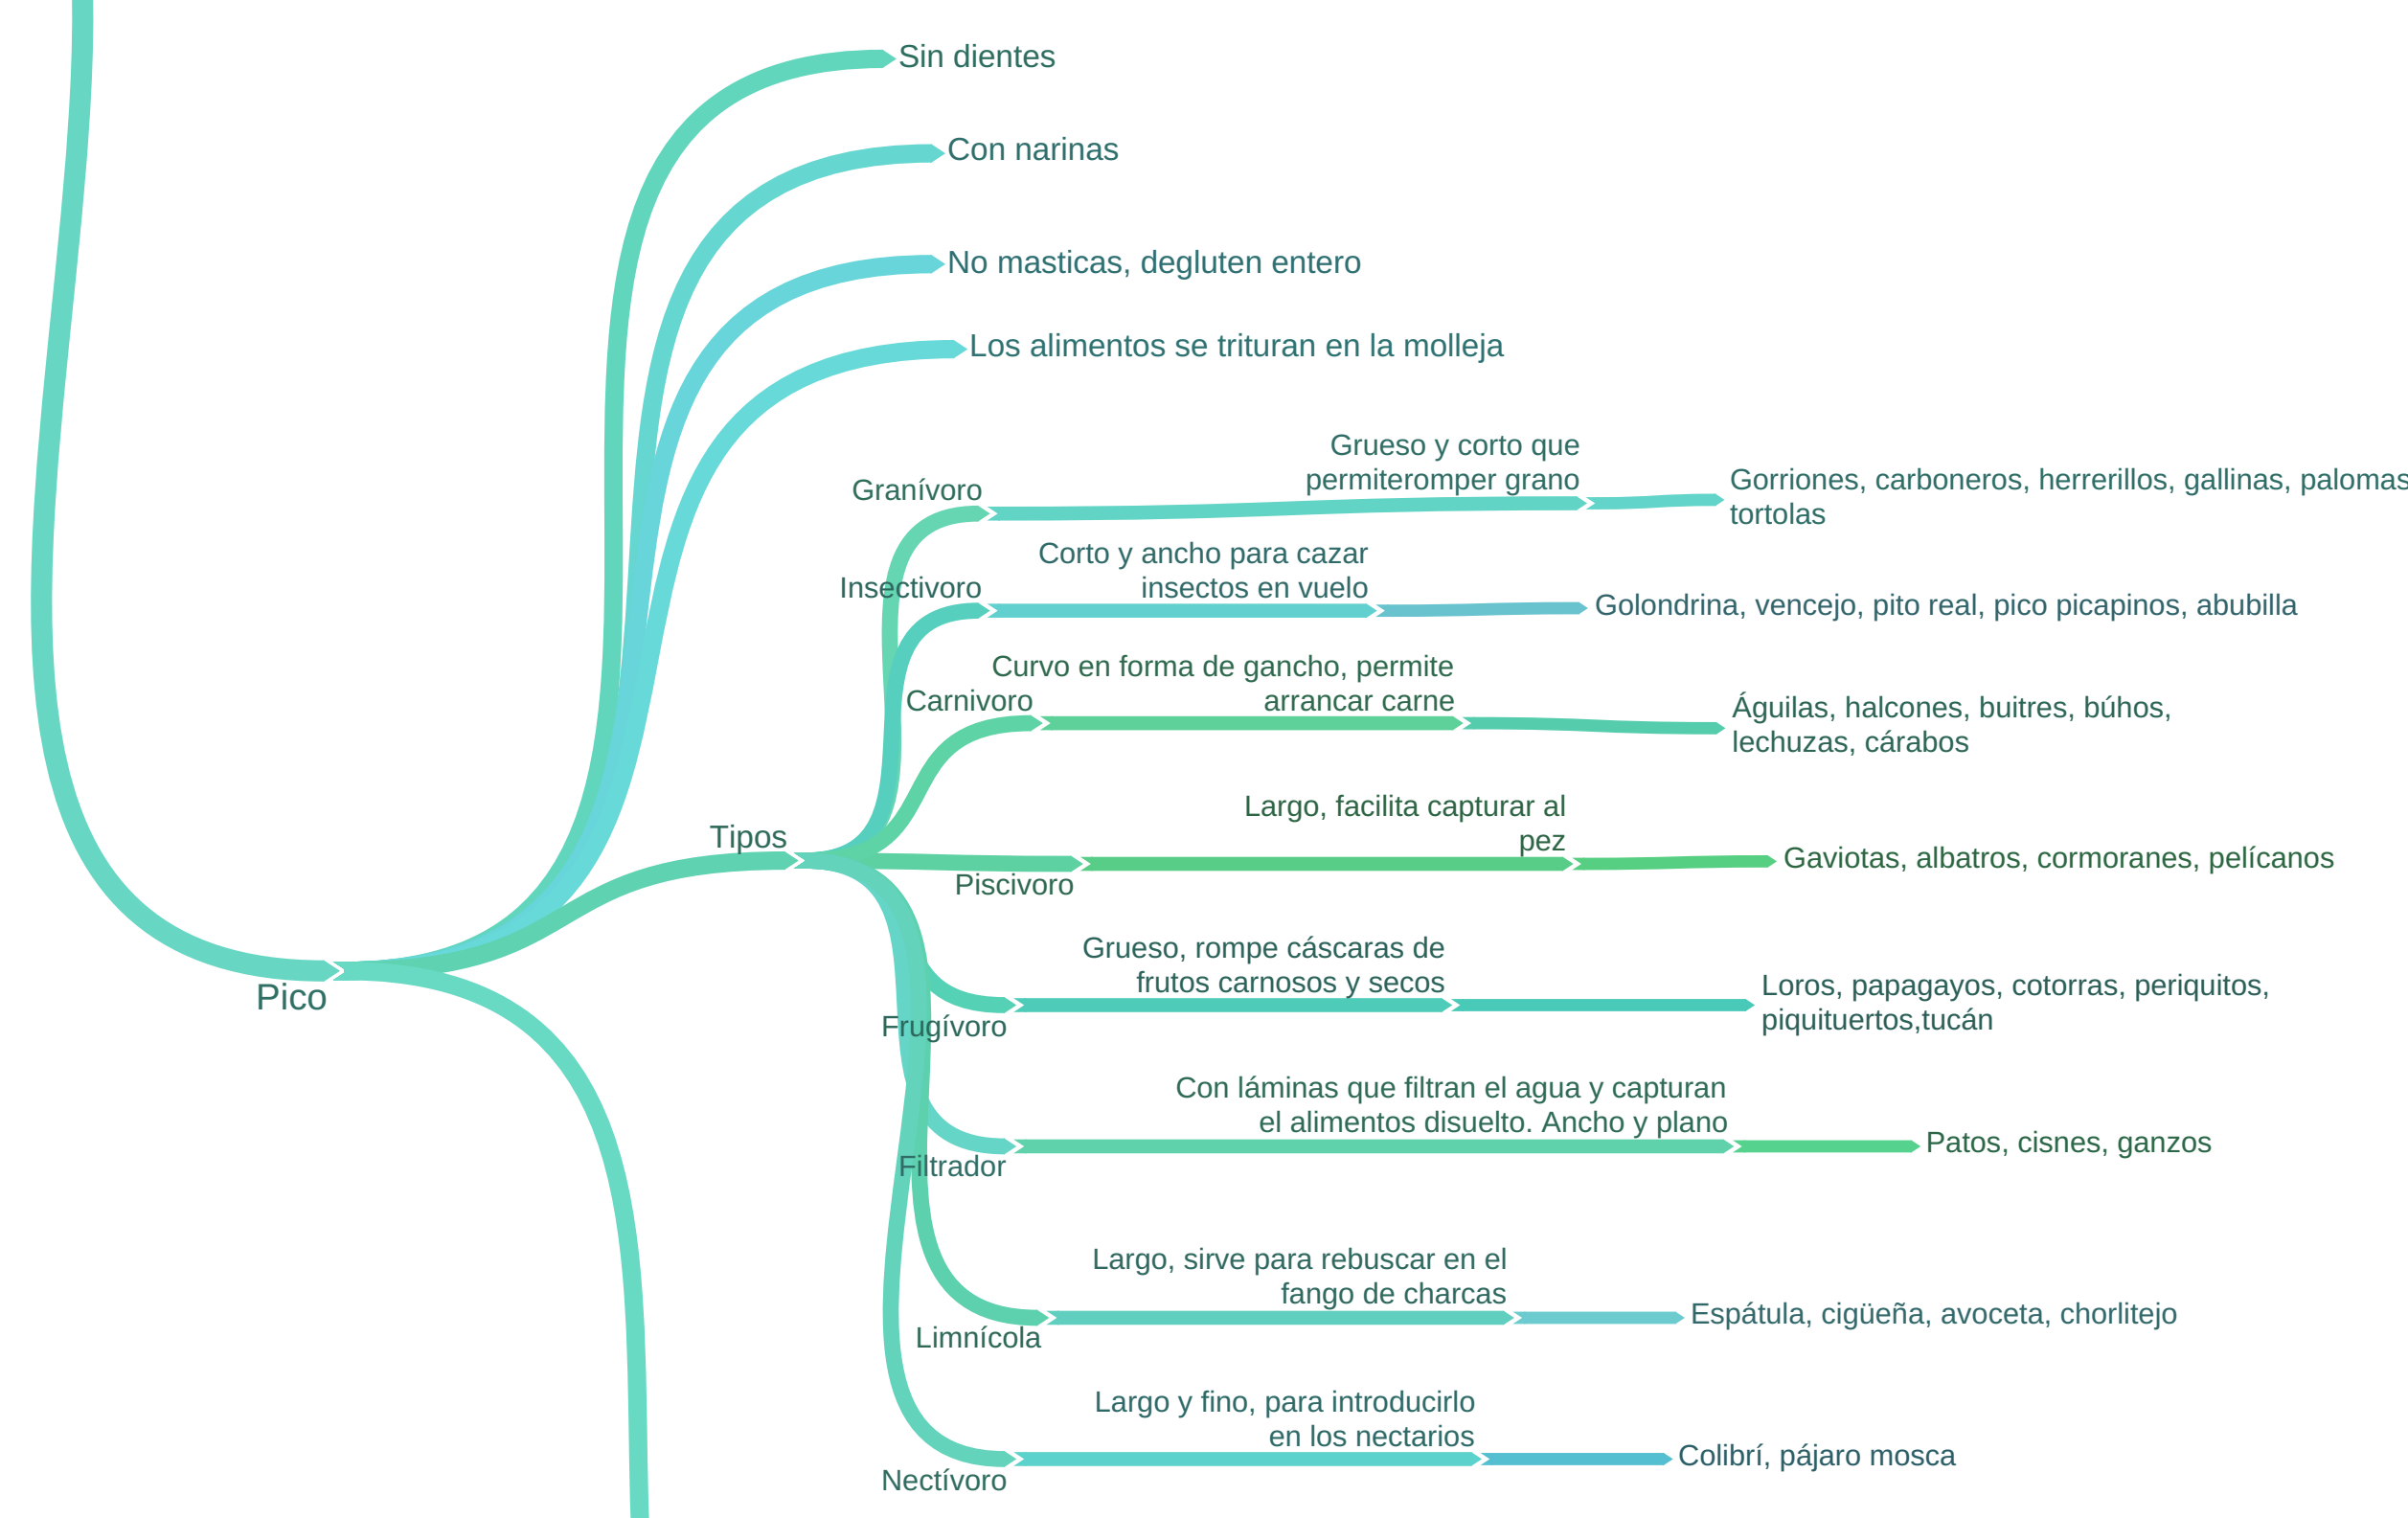 Sin dientes
Con narinas
No masticas, degluten entero
Los alimentos se trituran en la molleja
Pico
Tipos
Granívoro
Grueso y corto que
permiteromper grano
Gorriones, carboneros, herrerillos, gallinas, palomas
tortolas
Insectivoro
Corto y ancho para cazar
insectos en vuelo
Golondrina, vencejo, pito real, pico picapinos, abubilla
Carnivoro
Curvo en forma de gancho, permite
arrancar carne
Águilas, halcones, buitres, búhos,
lechuzas, cárabos
Piscivoro
Largo, facilita capturar al
pez
Gaviotas, albatros, cormoranes, pelícanos
Frugívoro
Grueso, rompe cáscaras de
frutos carnosos y secos
Loros, papagayos, cotorras, periquitos,
piquituertos,tucán
Filtrador
Con láminas que filtran el agua y capturan
el alimentos disuelto. Ancho y plano
Patos, cisnes, ganzos
Limnícola
Largo, sirve para rebuscar en el
fango de charcas
Espátula, cigüeña, avoceta, chorlitejo
Nectívoro
Largo y fino, para introducirlo
en los nectarios
Colibrí, pájaro mosca